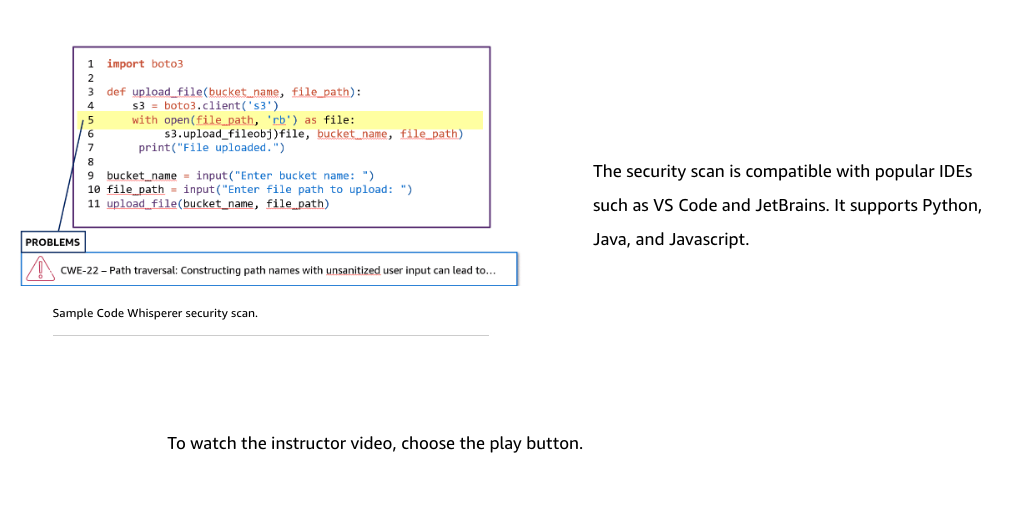 1 import boto3
2
3 def upload_file(bucket_name, file_path):
4 s3 = boto3.client('s3')
5 with open(file_path, 'rb') as file:
6 s3.upload_fileobj)file, bucket_name, file_path)
7 print("File uploaded.")
8
9 bucket_name = input("Enter bucket name: ")
10 file_path = input("Enter file path to upload: ")
11 upload_file(bucket_name, file_path)
PROBLEMS
CWE-22 – Path traversal: Constructing path names with unsanitized user input can lead to...
Sample Code Whisperer security scan.
The security scan is compatible with popular IDEs
such as VS Code and JetBrains. It supports Python,
Java, and Javascript.
To watch the instructor video, choose the play button.